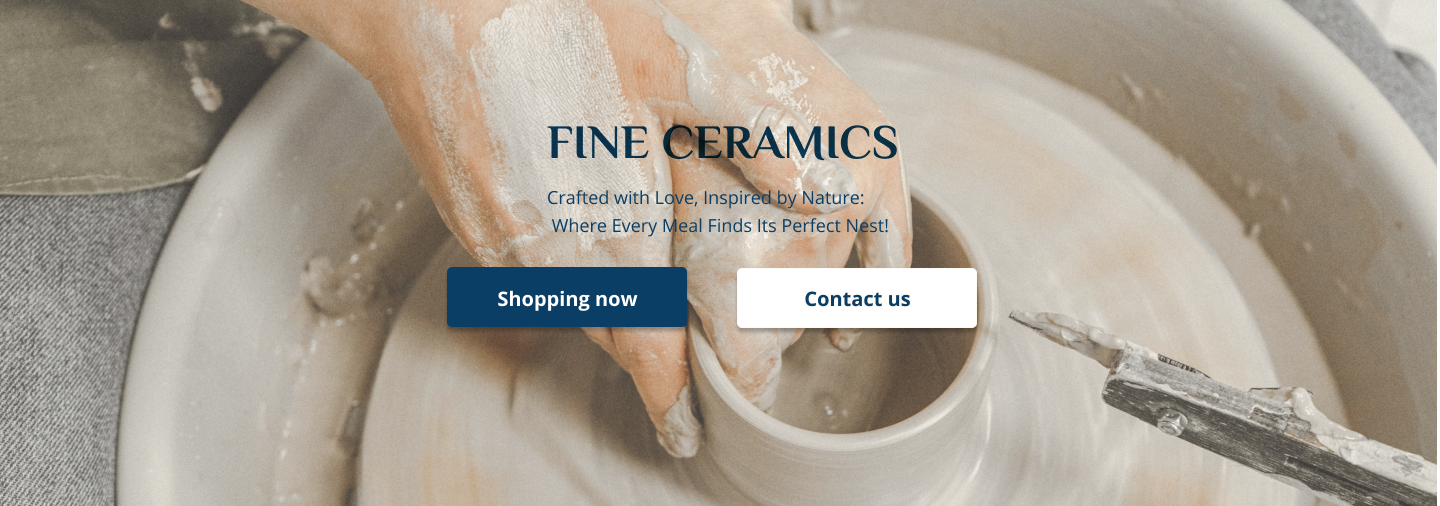 FINE CERAMICS
Crafted with Love, Inspired by Nature:
Where Every Meal Finds Its Perfect Nest!
Shopping now
Contact us